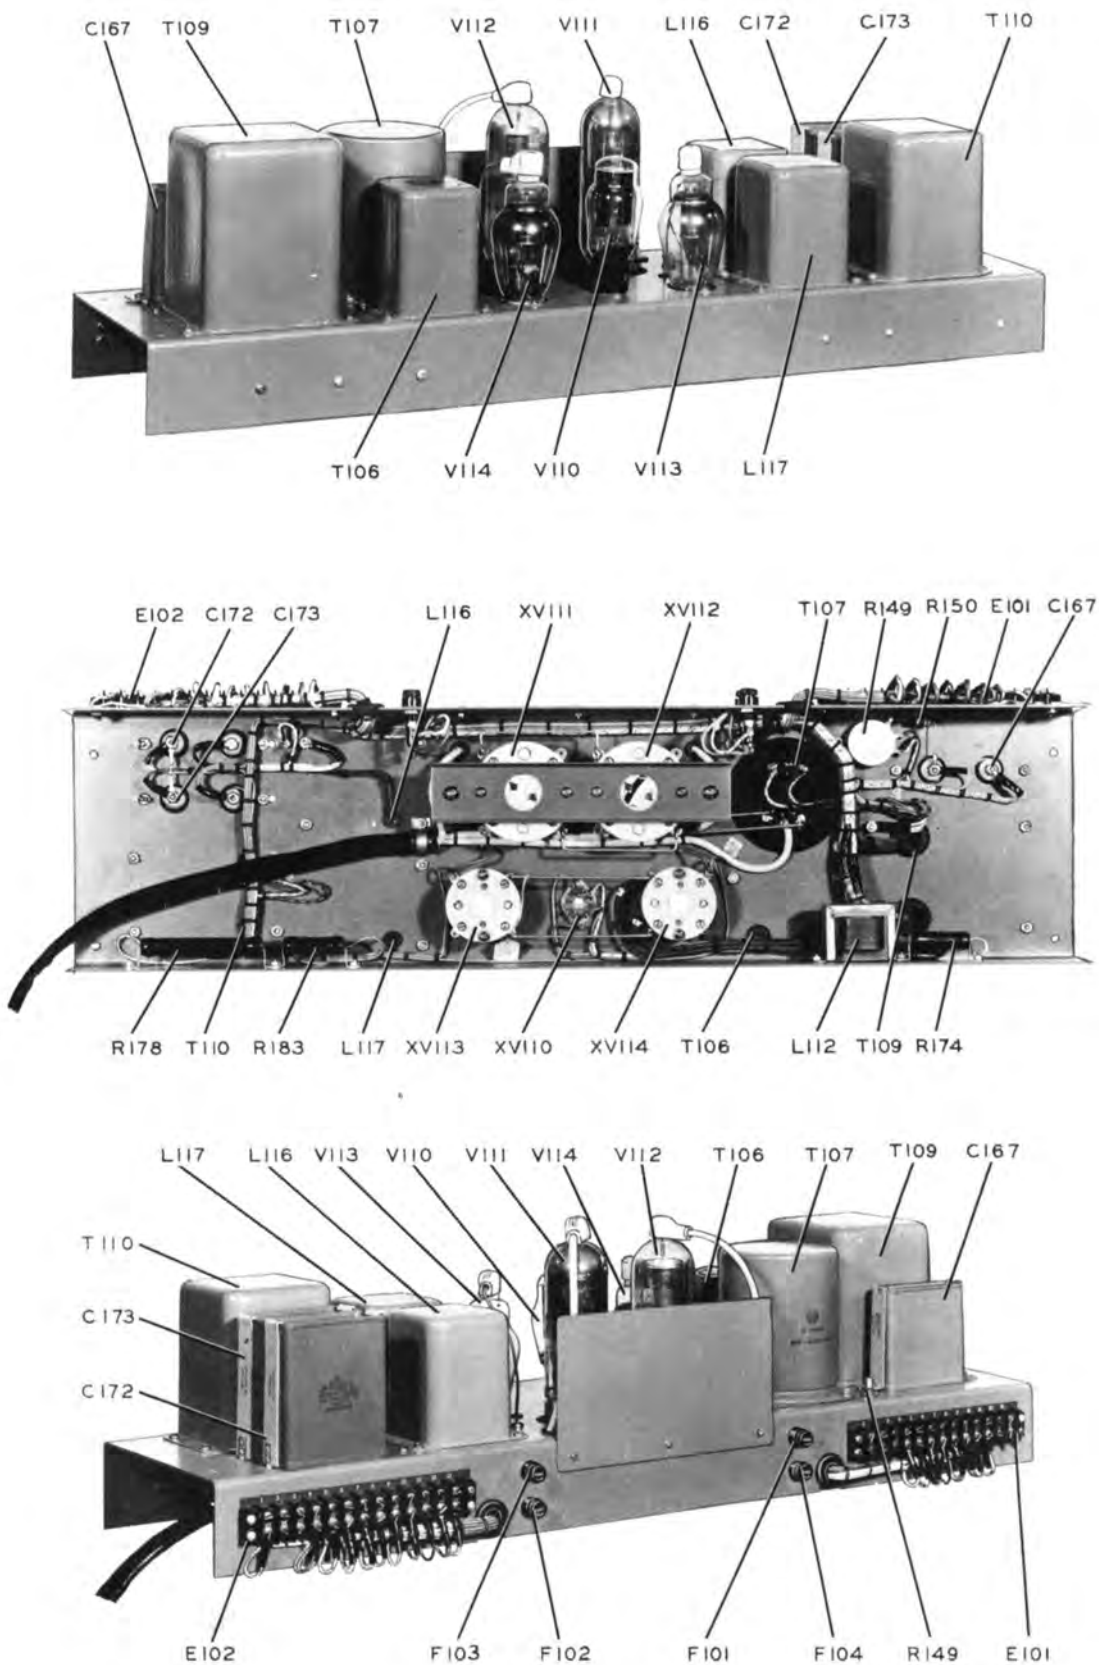 C167 T109 T107 V112 V111 L116 C172 C173 T110
T106 V114 V110 V113 L117
E102 C172 C173 L116 XV111 XV112 T107 R149 R150 E101 C167
R178 T110 R183 L117 XV113 XV110 XV114 T106 L112 T109 R174
L117 L116 V113 V110 V111 V114 V112 T106 T107 T109 C167
T110
C173
C172
E102 F103 F102 F101 F104 R149 E101